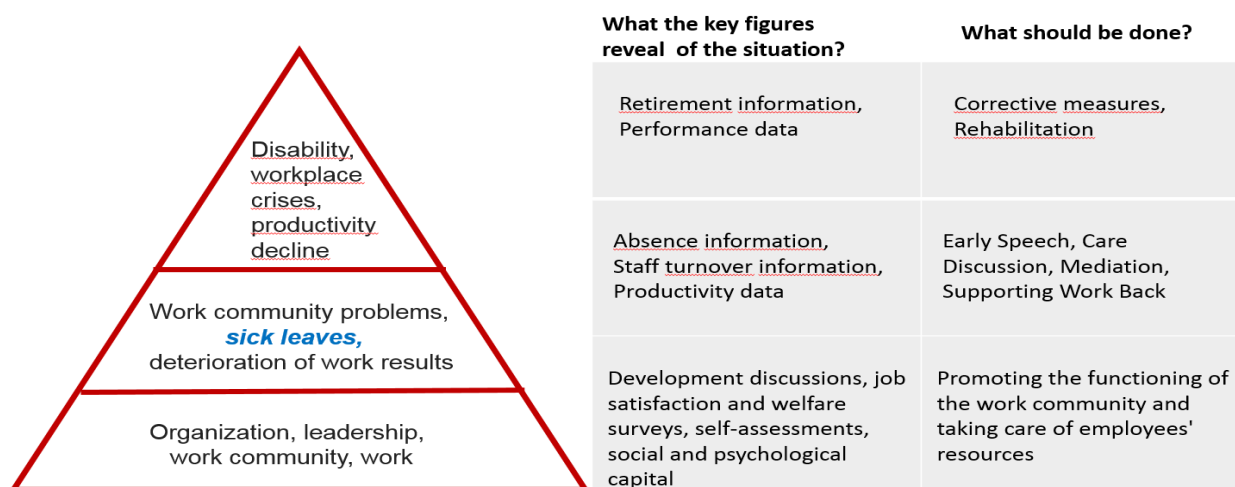 What the key figures
reveal of the situation?
What should be done?
Disability,
workplace
crises,
productivity
decline
Retirement information,
Performance data
Corrective measures,
Rehabilitation
Work community problems,
sick leaves,
deterioration of work results
Absence information,
Staff turnover information,
Productivity data
Early Speech, Care
Discussion, Mediation,
Supporting Work Back
Organization, leadership,
work community, work
Development discussions, job
satisfaction and welfare
surveys, self-assessments,
social and psychological
capital
Promoting the functioning of
the work community and
taking care of employees'
resources